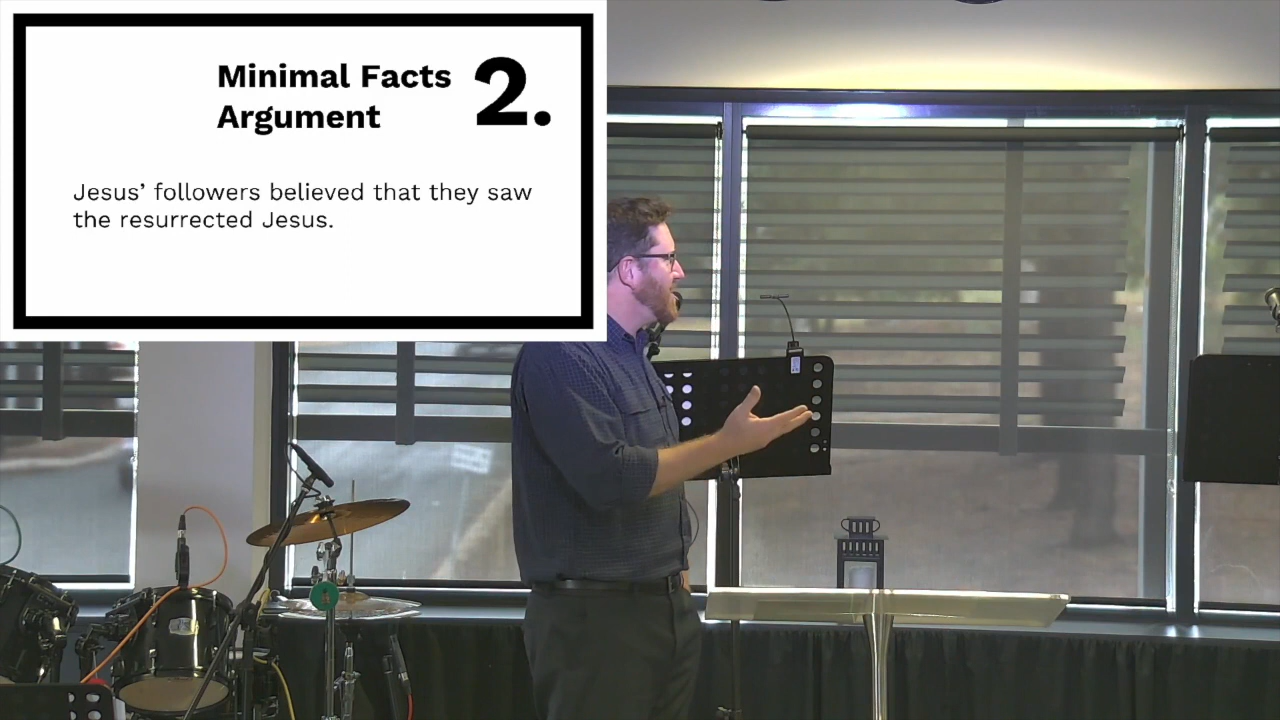 Minimal Facts
Argument
2.
Jesus' followers believed that they saw
the resurrected Jesus.